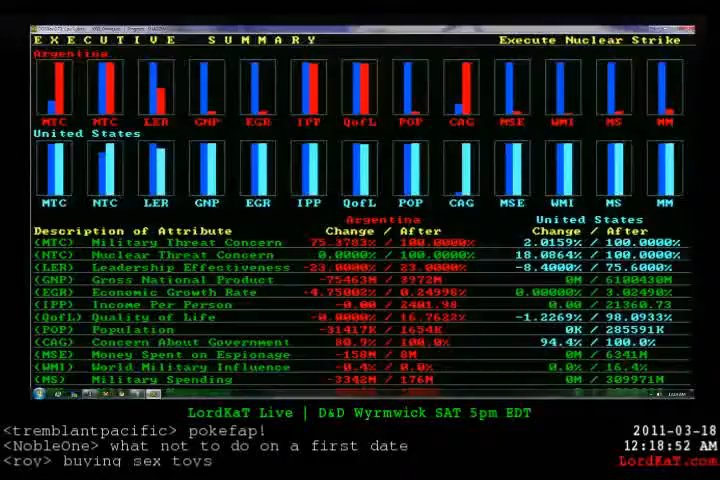 EXECUTIVE SUMMARY Execute Nuclear Strike
Argentina
MTC MTC LER GNP EGR IPP QofL POP CAG MSE WMI MS MM
United States
MTC NTC LER GNP EGR IPP QofL POP CAG MSE WMI MS MM
Argentina United States
Description of Attribute Change / After Change / After
(MTC) Military Threat Concern 75.3783% / 100.0000% 2.0159% / 100.0000%
(NTC) Nuclear Threat Concern 0.0000% / 100.0000% 18.0864% / 100.0000%
(LER) Leadership Effectiveness -23.0000% / 23.0000% -8.4000% / 75.6000%
(GNP) Gross National Product -75463M / 3972M 0M / 6100430M
(EGR) Economic Growth Rate -4.75002% / 0.24998% 0.00000% / 3.02490%
(IPP) Income Per Person -0.00 / 2401.98 0.00 / 21360.73
(QofL) Quality of Life -0.0000% / 16.7622% -1.2269% / 98.0933%
(POP) Population -31417K / 1654K 0K / 285591K
(CAG) Concern About Government 80.9% / 100.0% 94.4% / 100.0%
(MSE) Money Spent on Espionage -158M / 8M 0M / 6341M
(WMI) World Military Influence -0.4% / 0.0% 0.0% / 16.4%
(MS) Military Spending -3342M / 176M 0M / 309971M
LordKaT Live | D&D Wyrmwick SAT 5pm EDT
<tremblantpacific> pokefap!
<NobleOne> what not to do on a first date
<roy> buying sex toys
2011-03-18
12:18:52 AM
LordKaT.com